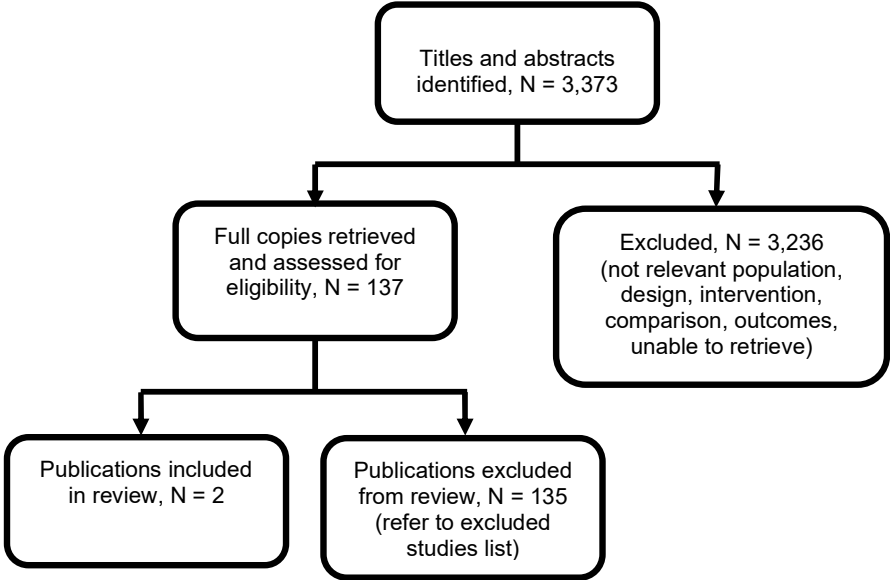 Titles and abstracts
identified, N = 3,373
Full copies retrieved
and assessed for
eligibility, N = 137
Excluded, N = 3,236
(not relevant population,
design, intervention,
comparison, outcomes,
unable to retrieve)
Publications included
in review, N = 2
Publications excluded
from review, N = 135
(refer to excluded
studies list)